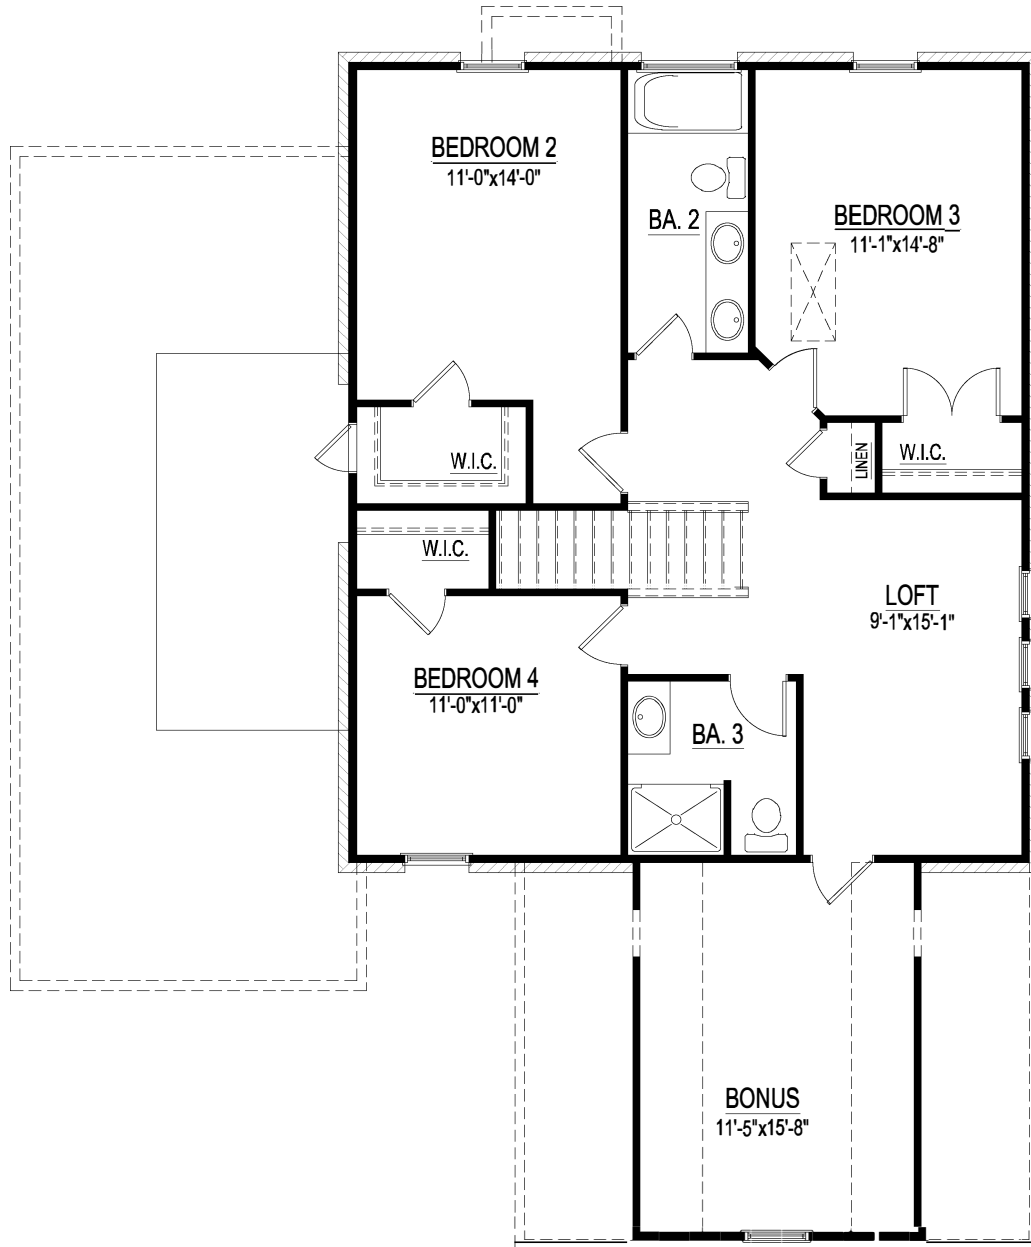 BEDROOM 2
11'-0"x14'-0"
BA. 2
BEDROOM 3
11'-1"x14'-8"
W.I.C.
LINEN
W.I.C.
W.I.C.
LOFT
9'-1"x15'-1"
BEDROOM 4
11'-0"x11'-0"
BA. 3
BONUS
11'-5"x15'-8"